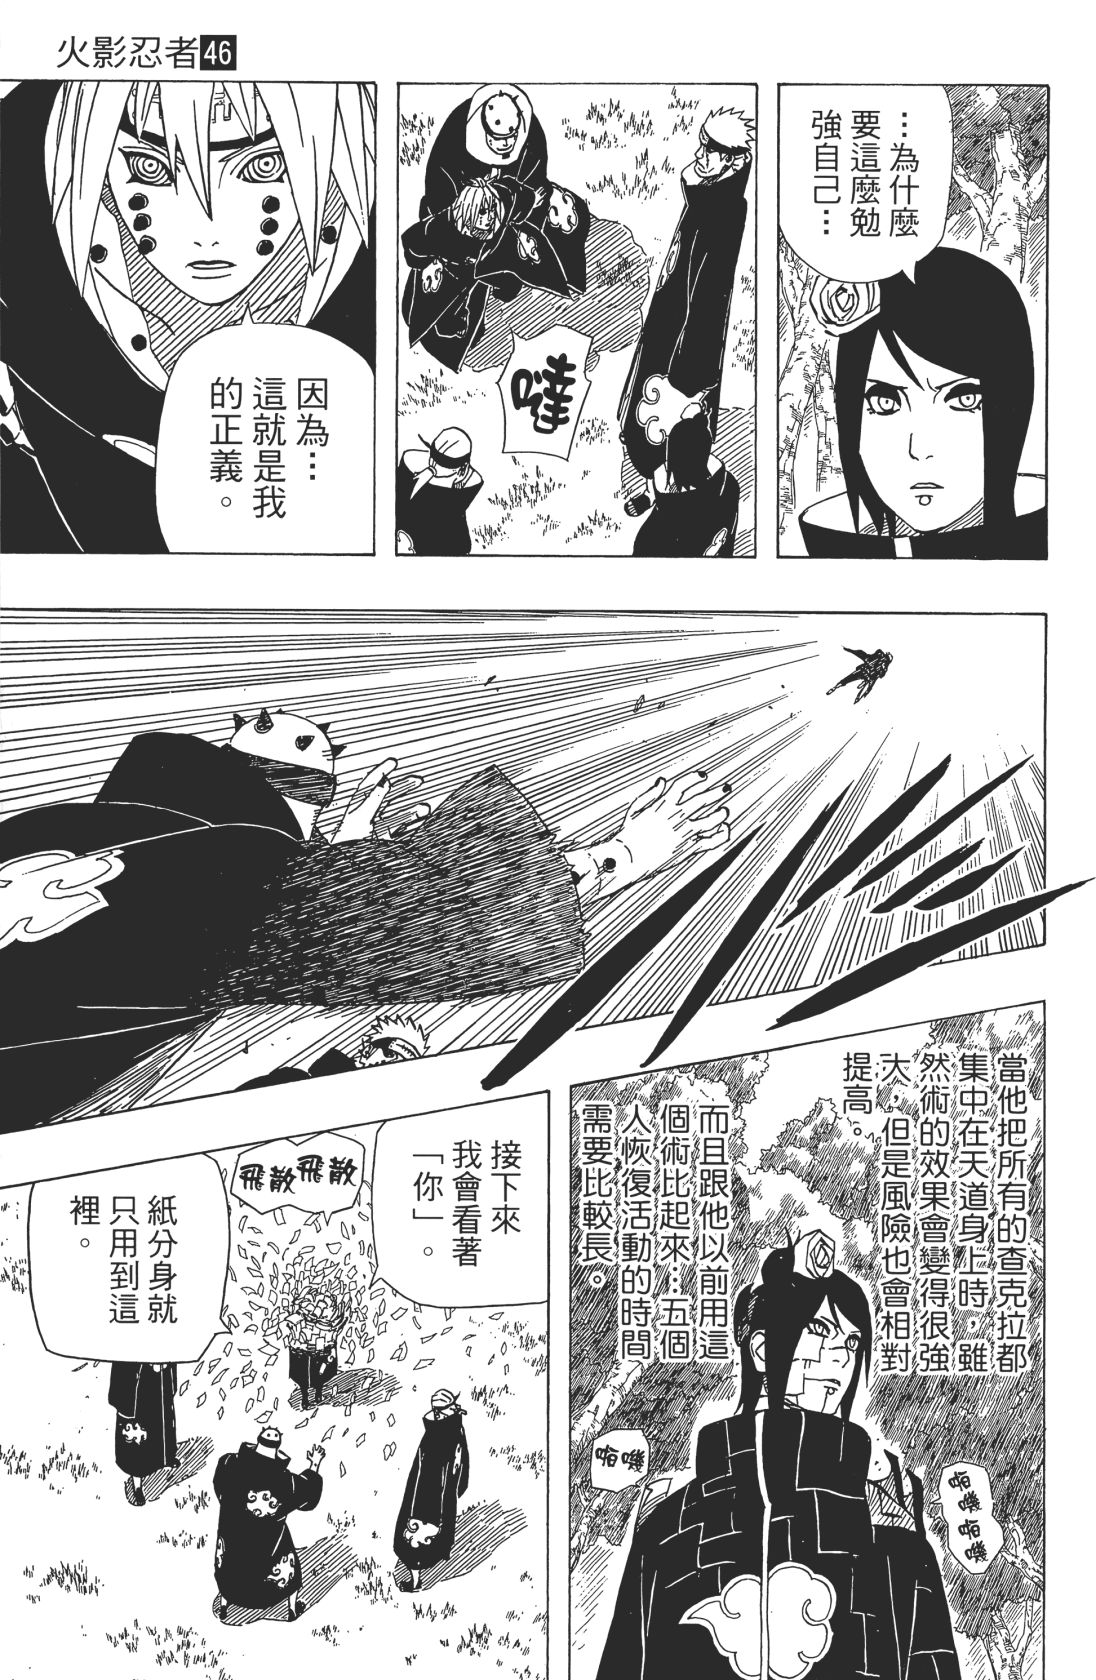 火影忍者46
…為什麼
要這麼勉
強自己…
噠
因為…
這就是我
的正義。
當他把所有的查克拉都
集中在天道身上時，雖
然術的效果會變得很強
大，但是風險也會相對
提高。
而且跟他以前用這
個術比起來…五個
人恢復活動的時間
需要比較長。
啪嘰啪嘰
啪嘰
接下來
我會看著
「你」。
飛散飛散
紙分身就
只用到這
裡。